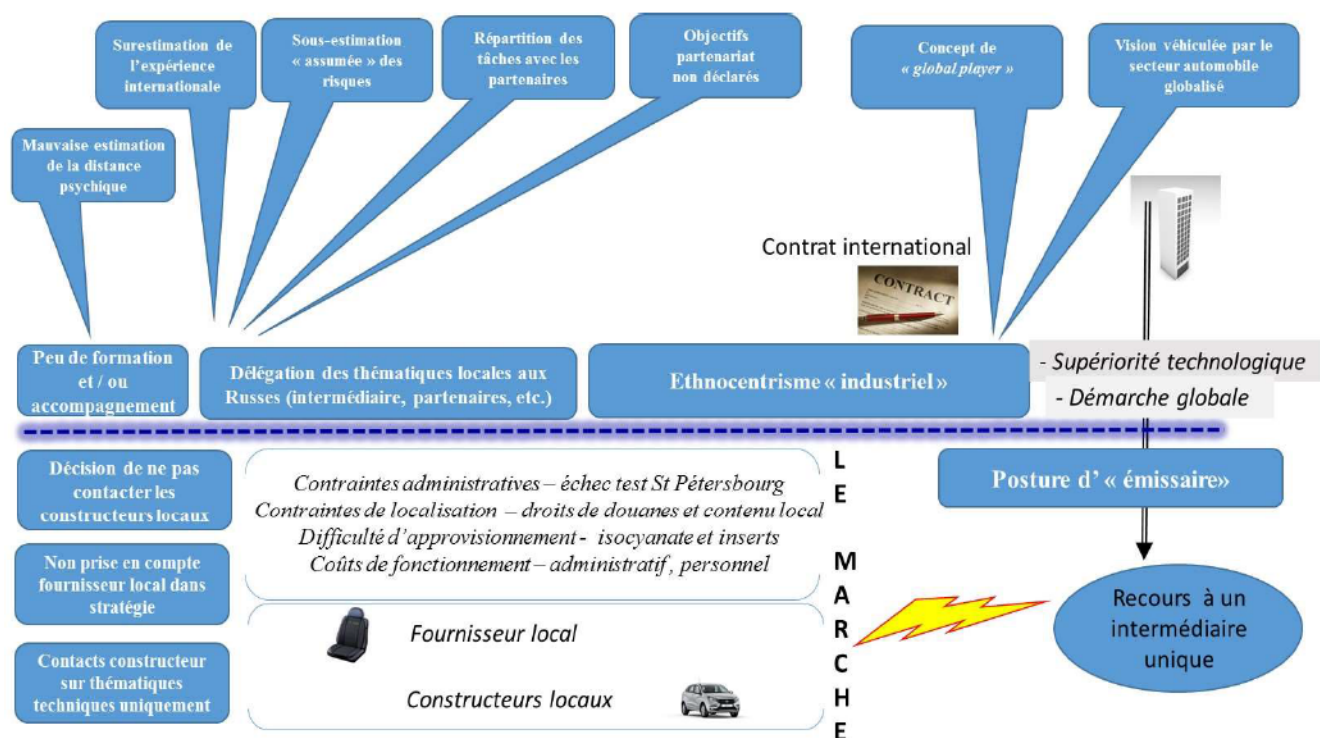 Surestimation de
l'expérience
internationale
Sous-estimation
« assumée » des
risques
Répartition des
tâches avec les
partenaires
Objectifs
partenariat
non déclarés
Concept de
« global player »
Vision véhiculée par le
secteur automobile
globalisé
Mauvaise estimation
de la distance
psychique
Contrat international
CONTRACT
Peu de formation
et / ou
accompagnement
Délégation des thématiques locales aux
Russes (intermédiaire, partenaires, etc.)
Ethnocentrisme « industriel »
- Supériorité technologique
- Démarche globale
Décision de ne pas
contacter les
constructeurs locaux
Non prise en compte
fournisseur local dans
stratégie
Contacts constructeur
sur thématiques
techniques uniquement
Contraintes administratives – échec test St Pétersbourg
Contraintes de localisation – droits de douanes et contenu local
Difficulté d'approvisionnement - isocyanate et inserts
Coûts de fonctionnement – administratif , personnel
Fournisseur local
Constructeurs locaux
L
E
M
A
R
C
H
E
Posture d' « émissaire»
Recours à un
intermédiaire
unique